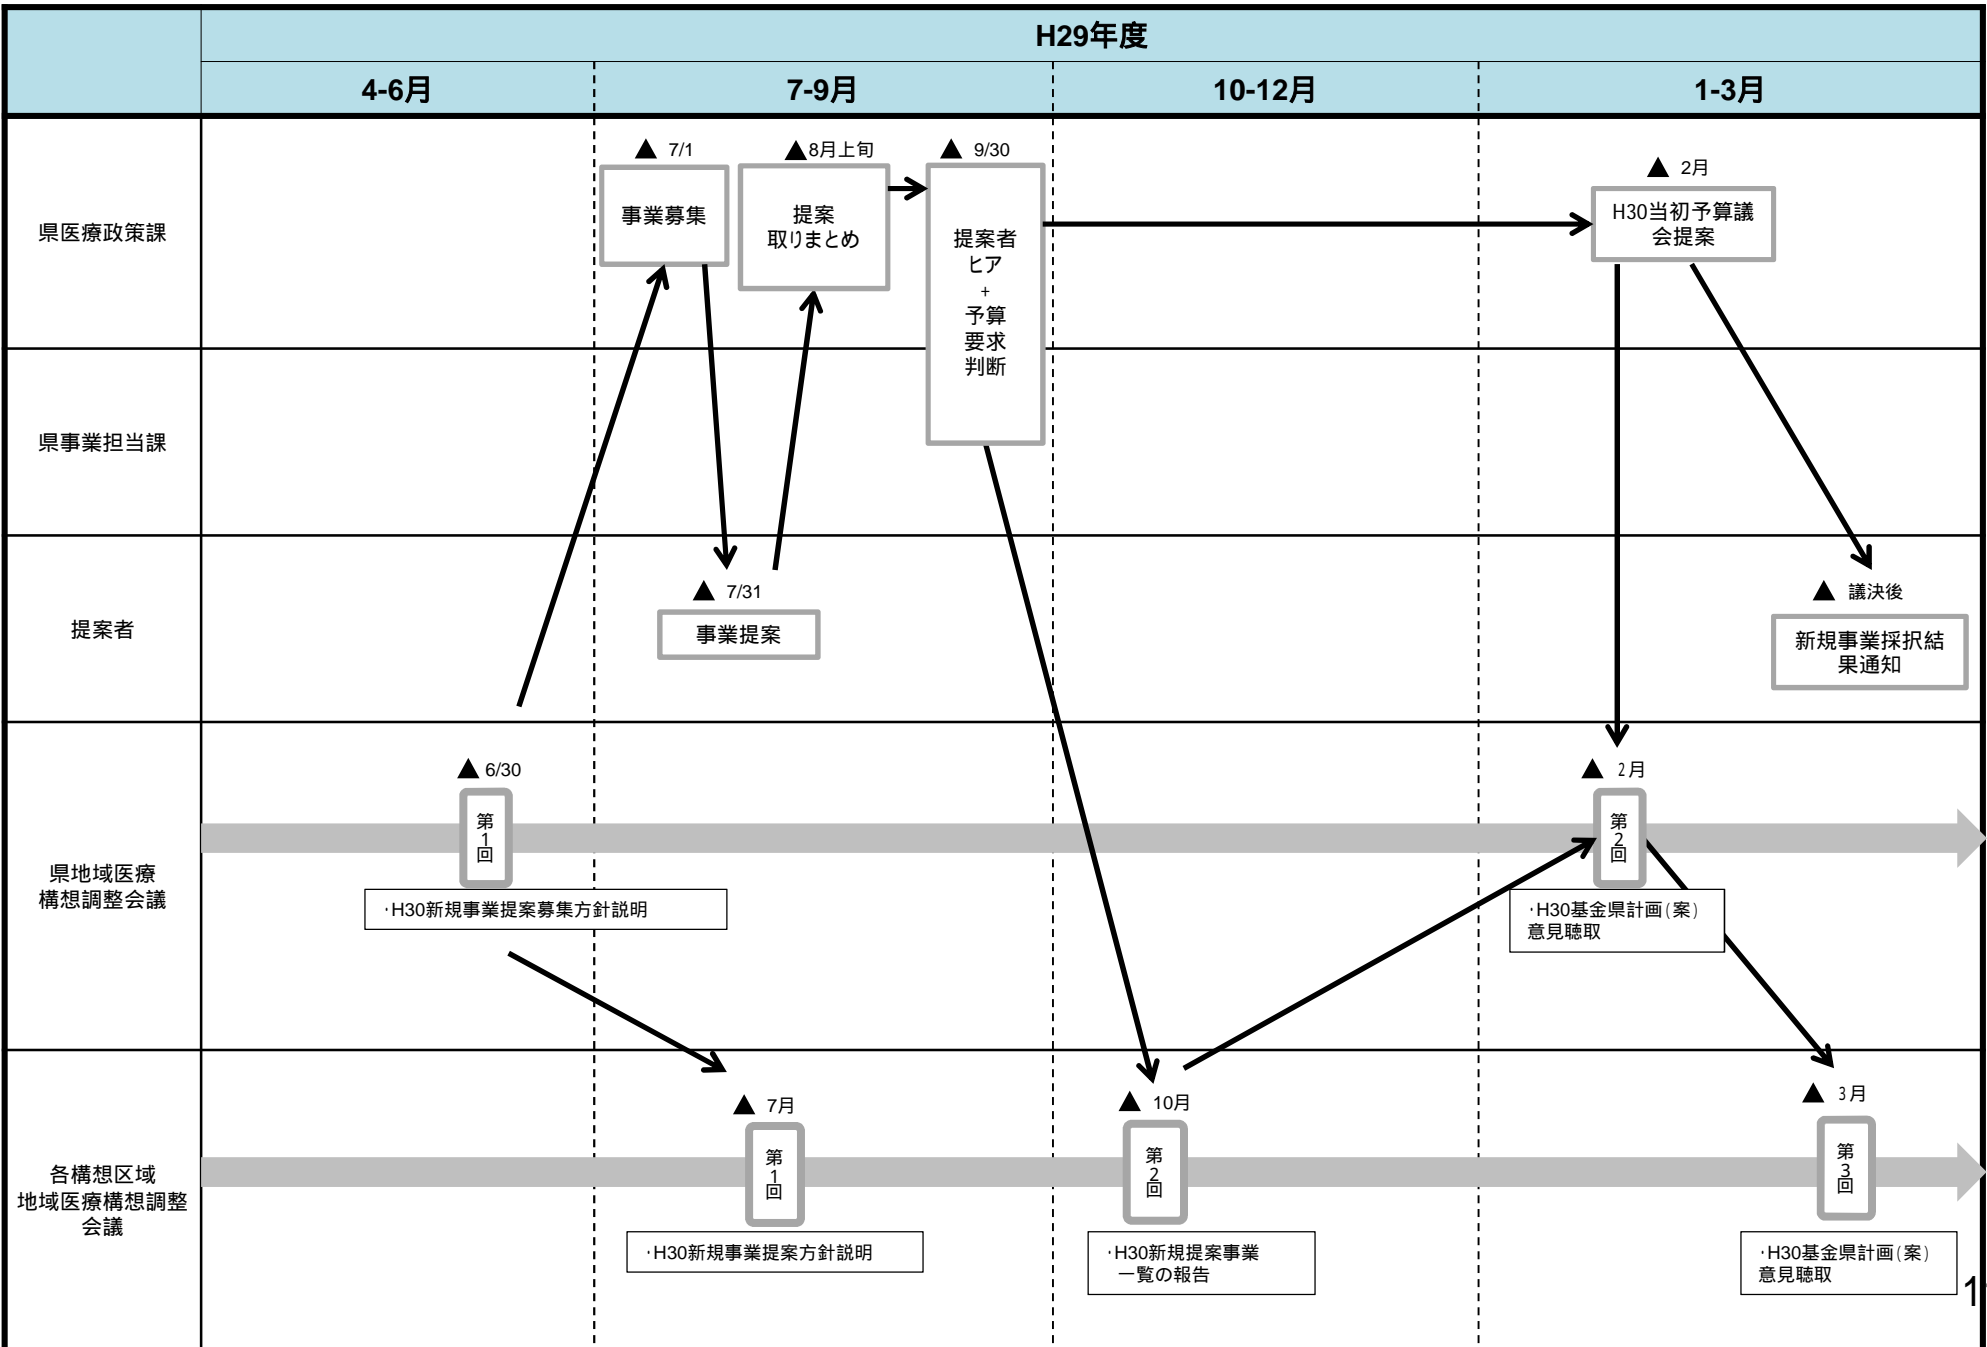 H29年度
4-6月
7-9月
10-12月
1-3月
県医療政策課
▲ 7/1
事業募集
▲8月上旬
提案
取りまとめ
▲ 9/30
提案者
ヒア
+
予算
要求
判断
▲ 2月
H30当初予算議
会提案
県事業担当課
提案者
▲ 7/31
事業提案
▲ 議決後
新規事業採択結
果通知
県地域医療
構想調整会議
▲ 6/30
第
1
回
・H30新規事業提案募集方針説明
▲ 2月
第
2
回
・H30基金県計画(案)
意見聴取
各構想区域
地域医療構想調整
会議
▲ 7月
第
1
回
・H30新規事業提案方針説明
▲ 10月
第
2
回
・H30新規提案事業
一覧の報告
▲ 3月
第
3
回
・H30基金県計画(案)
意見聴取
1